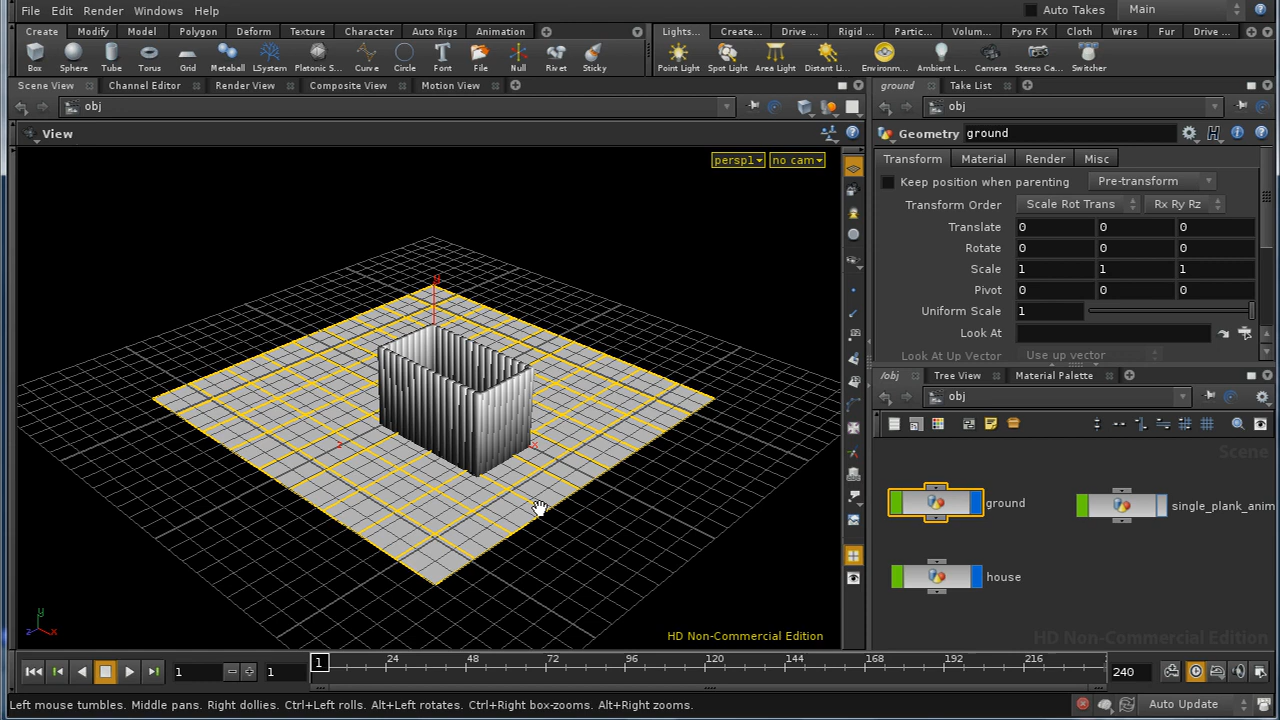 File Edit Render Windows Help
Auto Takes Main
Create Modify Model Polygon Deform Texture Character Auto Rigs Animation
Lights... Create... Drive ... Rigid ... Partic... Volum... Pyro FX Cloth Wires Fur Drive ...
Box Sphere Tube Torus Grid Metaball LSystem Platonic S... Curve Circle Font File Null Rivet Sticky
Point Light Spot Light Area Light Distant Li... Environm... Ambient L... Camera Stereo Ca... Switcher
Scene View Channel Editor Render View Composite View Motion View
ground Take List
obj
obj
View
Geometry ground
persp1 no cam
Transform Material Render Misc
Keep position when parenting Pre-transform
Transform Order Scale Rot Trans Rx Ry Rz
Translate 0 0 0
Rotate 0 0 0
Scale 1 1 1
Pivot 0 0 0
Uniform Scale 1
Look At
Look At Up Vector Use up vector
/obj Tree View Material Palette
obj
Scene
ground
single_plank_anim
house
y
z
x
y
z x
HD Non-Commercial Edition
HD Non-Commercial Edition
1 1 1 24 48 72 96 120 144 168 192 216 240
Left mouse tumbles. Middle pans. Right dollies. Ctrl+Left rolls. Alt+Left rotates. Ctrl+Right box-zooms. Alt+Right zooms.
Auto Update